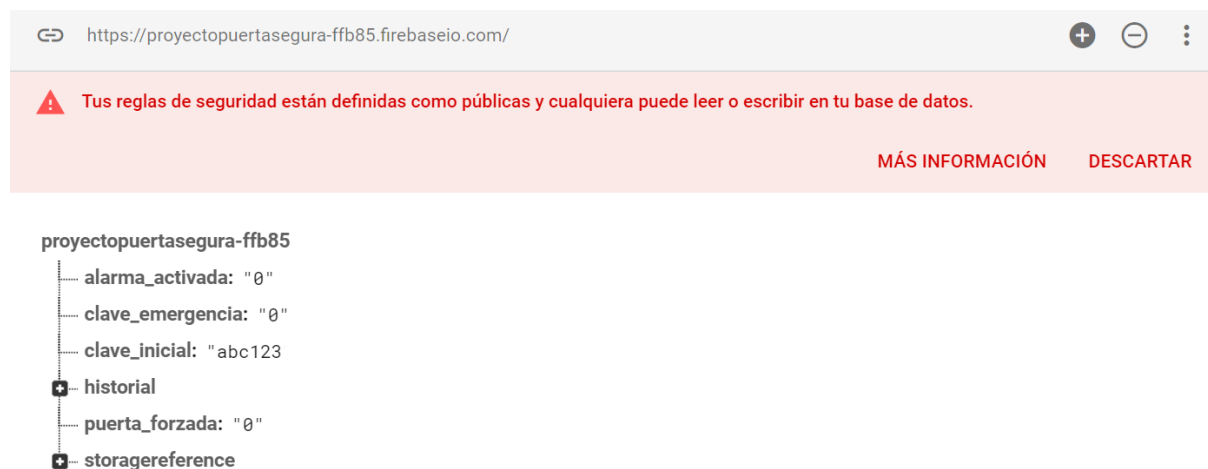 https://proyectopuertasegura-ffb85.firebaseio.com/
Tus reglas de seguridad están definidas como públicas y cualquiera puede leer o escribir en tu base de datos.
MÁS INFORMACIÓN DESCARTAR
proyectopuertasegura-ffb85
alarma_activada: "0"
clave_emergencia: "0"
clave_inicial: "abc123
historial
puerta_forzada: "0"
storagereference